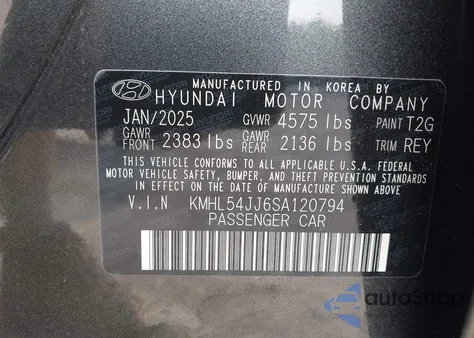 MANUFACTURED IN KOREA BY
HYUNDAI MOTOR COMPANY
JAN/2025 GVWR 4575 lbs PAINT T2G
GAWR FRONT 2383 lbs GAWR REAR 2136 lbs TRIM REY
THIS VEHICLE CONFORMS TO ALL APPLICABLE U.S.A. FEDERAL
MOTOR VEHICLE SAFETY, BUMPER, AND THEFT PREVENTION STANDARDS
IN EFFECT ON THE DATE OF MANUFACTURE SHOWN ABOVE.
V.I.N KMHL54JJ6SA120794
PASSENGER CAR
autoSnap